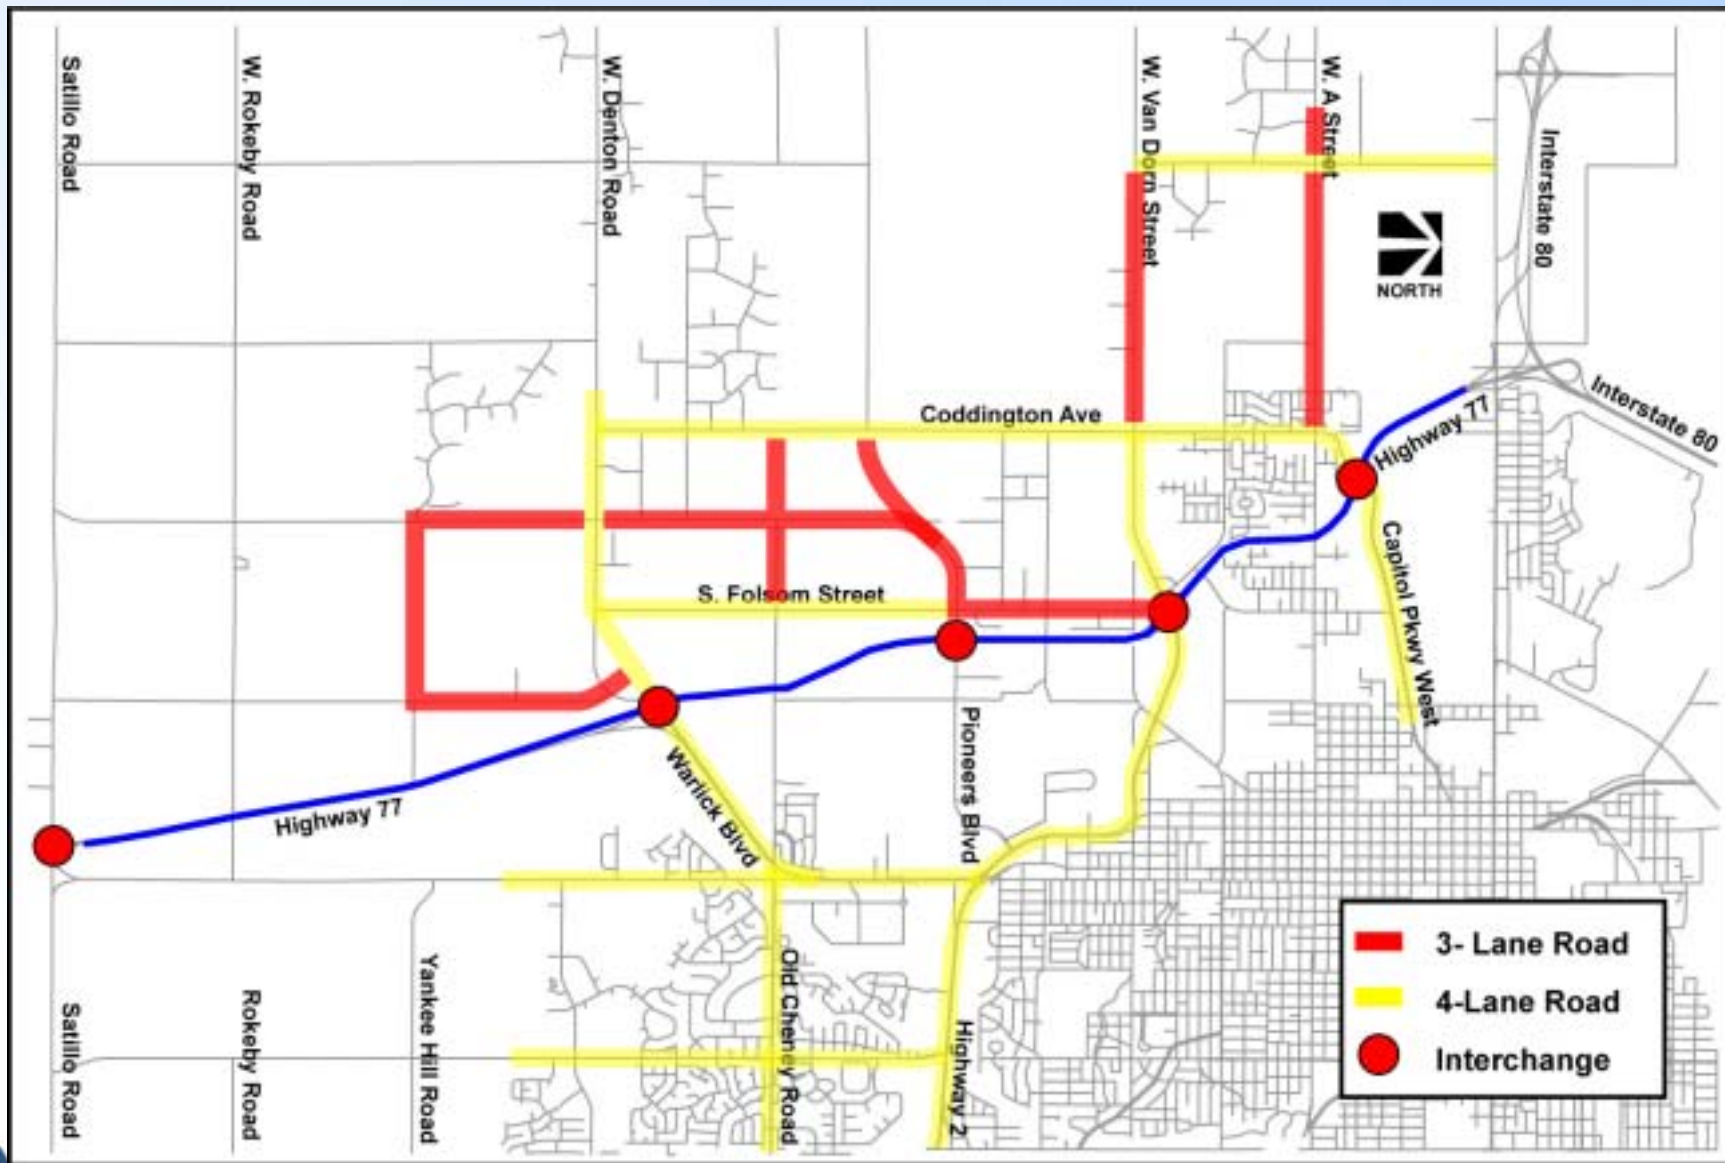 Satillo Road
W. Rokeby Road
W. Denton Road
W. Van Dorn Street
W. A Street
Interstate 80
NORTH
Interstate 80
Highway 77
Coddington Ave
Capitol Pkwy West
S. Folsom Street
Pioneers Blvd
Warlick Blvd
Highway 77
Satillo Road
Rokeby Road
Yankee Hill Road
Old Cheney Road
Highway 2
3- Lane Road
4-Lane Road
Interchange